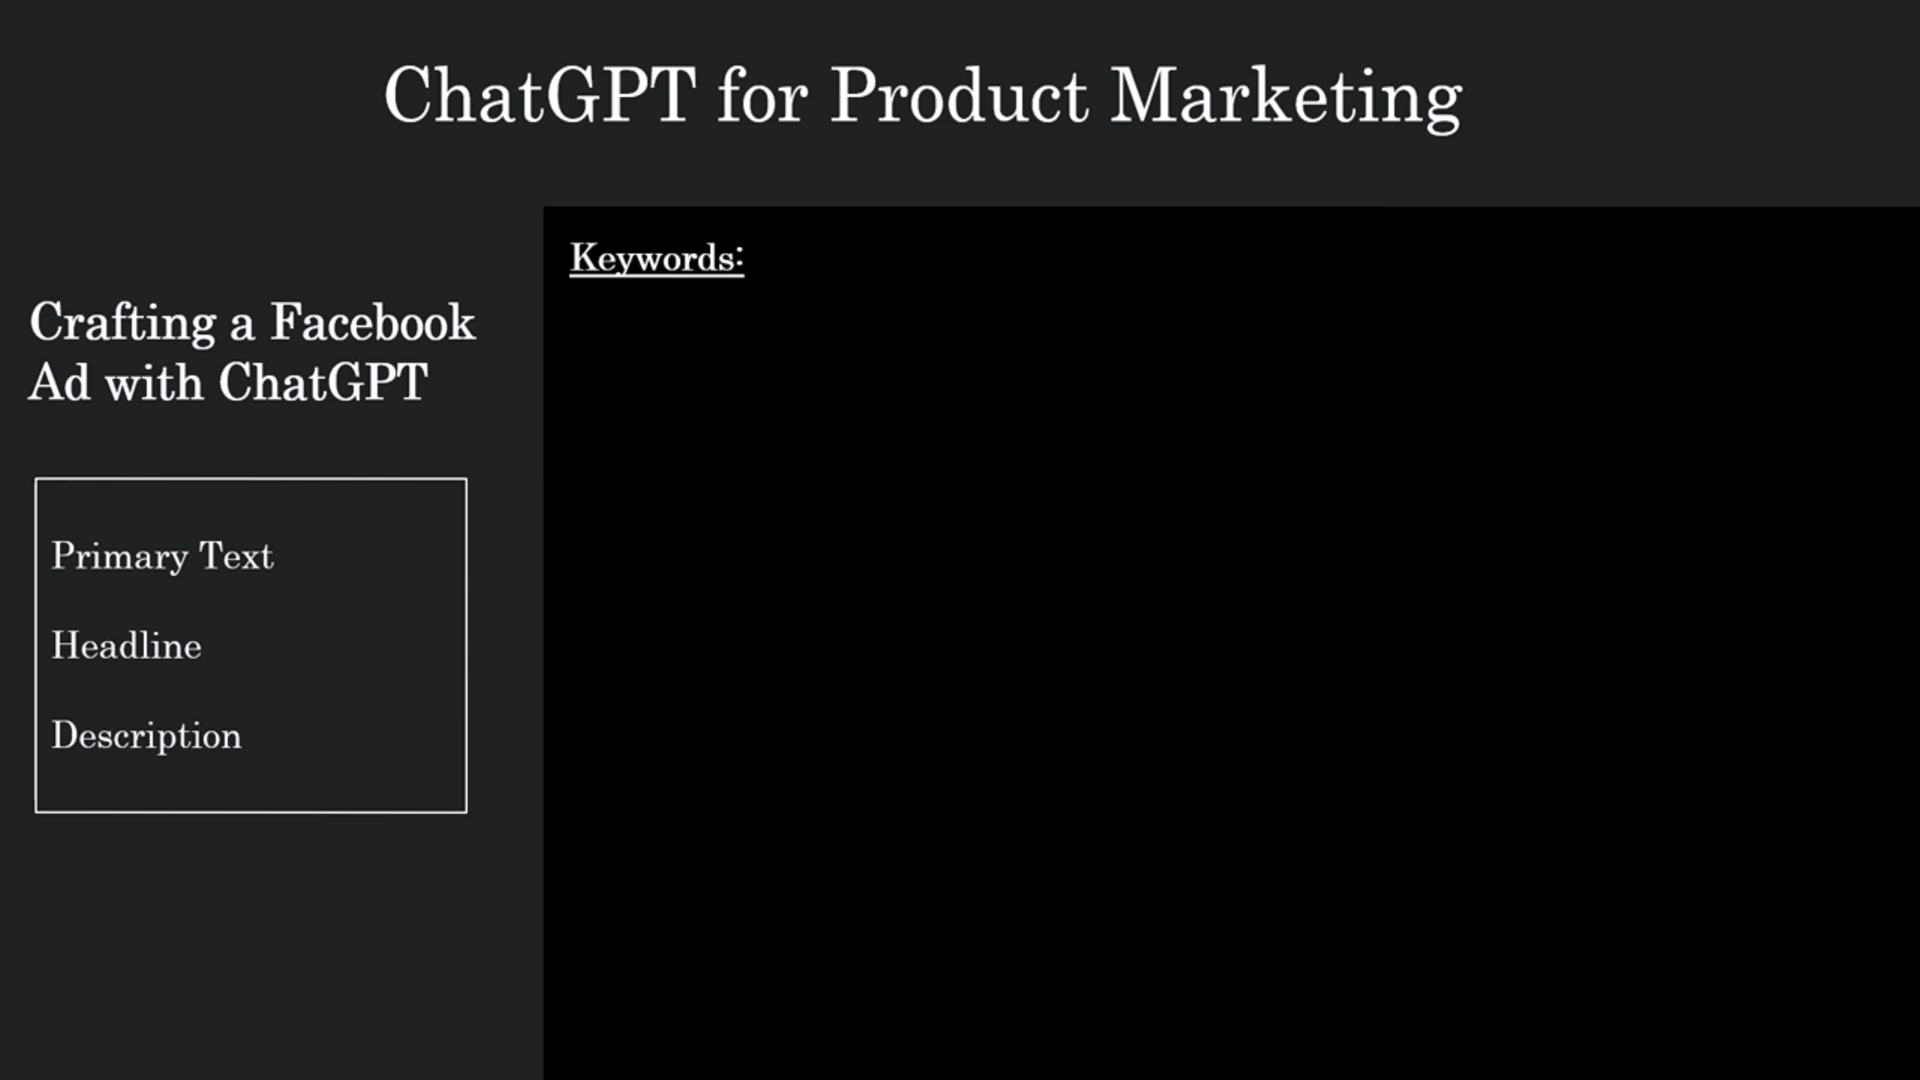 ChatGPT for Product Marketing
Crafting a Facebook
Ad with ChatGPT
Primary Text
Headline
Description
Keywords: